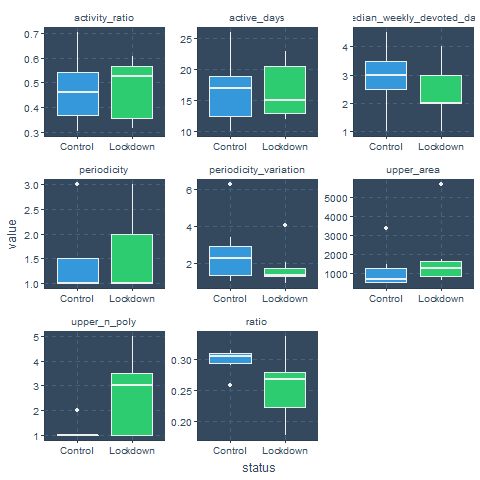 activity_ratio active_days edian_weekly_devoted_da
0.7
0.6
0.5
0.4
0.3
Control Lockdown
25
20
15
10
Control Lockdown
4
3
2
1
Control Lockdown
periodicity periodicity_variation upper_area
3.0
2.5
2.0
1.5
1.0
Control Lockdown
6
4
2
Control Lockdown
5000
4000
3000
2000
1000
Control Lockdown
upper_n_poly ratio
5
4
3
2
1
Control Lockdown
0.30
0.20
Control Lockdown
value
status